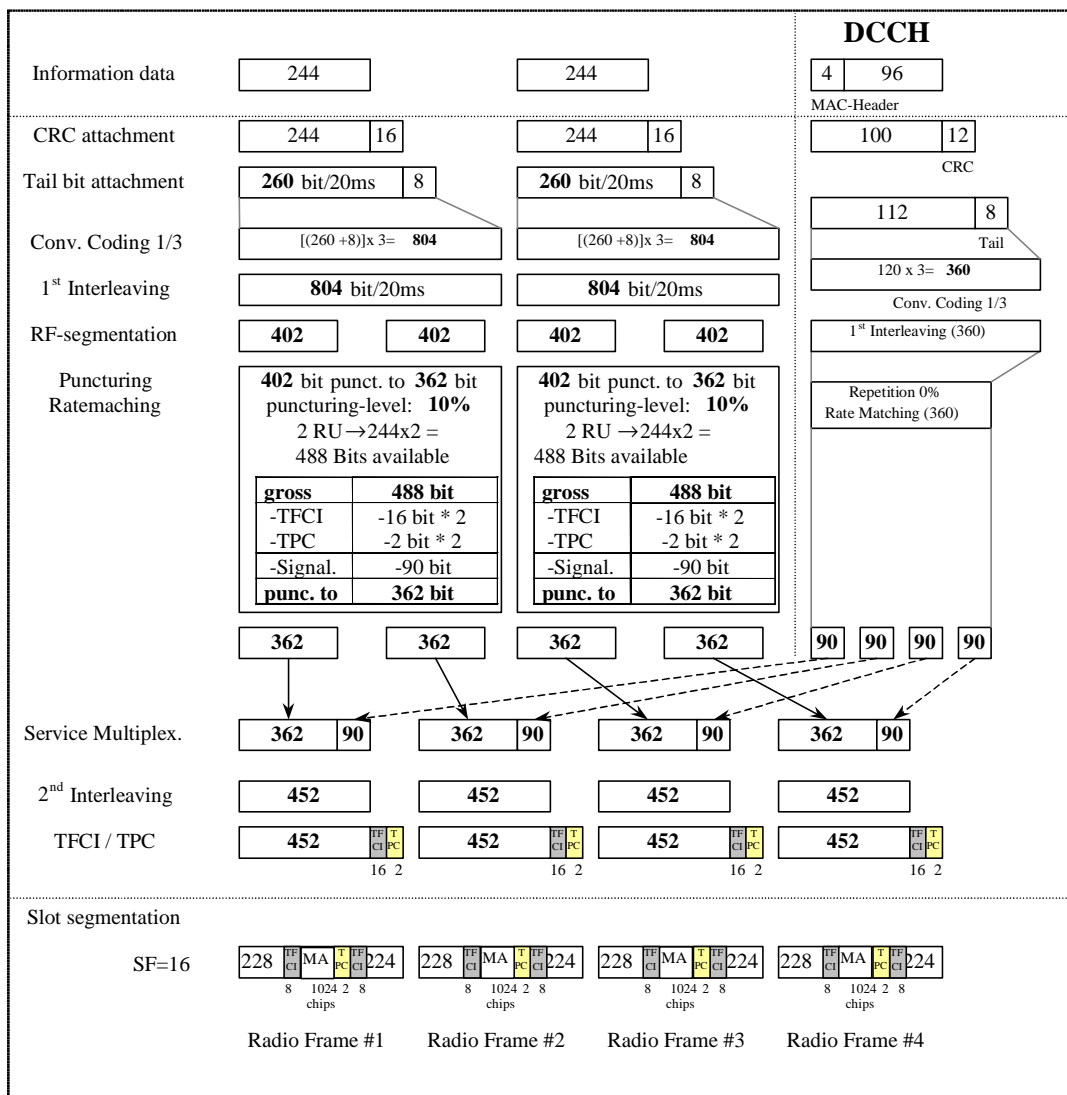 DCCH
Information data 244 244 4 96
MAC-Header
CRC attachment 244 16 244 16 100 12
CRC
Tail bit attachment 260 bit/20ms 8 260 bit/20ms 8
112 8
Tail
Conv. Coding 1/3 [(260 +8)]x 3= 804 [(260 +8)]x 3= 804
120 x 3= 360
Conv. Coding 1/3
1st Interleaving 804 bit/20ms 804 bit/20ms
RF-segmentation 402 402 402 402 1st Interleaving (360)
Puncturing
Ratemaching
402 bit punct. to 362 bit
puncturing-level: 10%
2 RU →244x2 =
488 Bits available
gross 488 bit
-TFCI -16 bit * 2
-TPC -2 bit * 2
-Signal. -90 bit
punc. to 362 bit
402 bit punct. to 362 bit
puncturing-level: 10%
2 RU →244x2 =
488 Bits available
gross 488 bit
-TFCI -16 bit * 2
-TPC -2 bit * 2
-Signal. -90 bit
punc. to 362 bit
Repetition 0%
Rate Matching (360)
362 362 362 362 90 90 90 90
Service Multiplex. 362 90 362 90 362 90 362 90
2nd Interleaving 452 452 452 452
TFCI / TPC 452 TF CI T PC 452 TF CI T PC 452 TF CI T PC 452 TF CI T PC
16 2 16 2 16 2 16 2
Slot segmentation
SF=16 228 TF CI MA T PC TF CI 224 228 TF CI MA T PC TF CI 224 228 TF CI MA T PC TF CI 224 228 TF CI MA T PC TF CI 224
8 1024 2 8 8 1024 2 8 8 1024 2 8 8 1024 2 8
chips chips chips chips
Radio Frame #1 Radio Frame #2 Radio Frame #3 Radio Frame #4